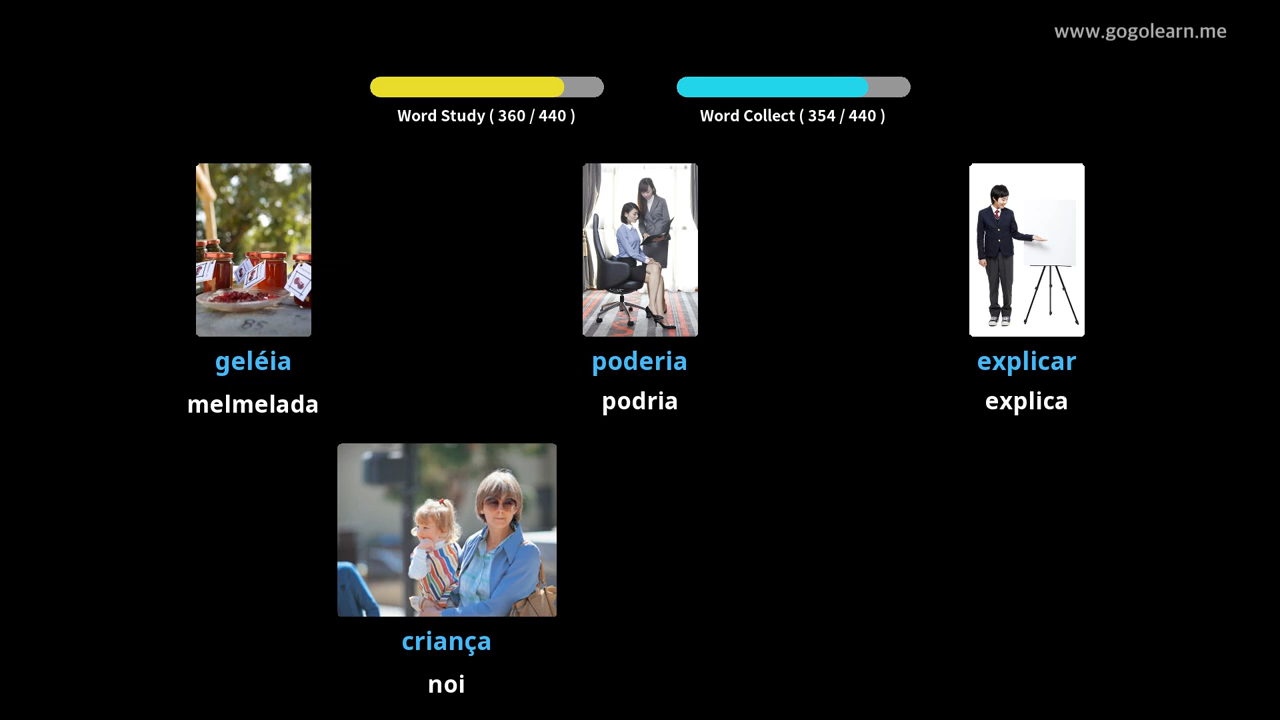 www.gogolearn.me
Word Study ( 360 / 440 )
Word Collect ( 354 / 440 )
geléia
poderia
explicar
melmelada
podria
explica
criança
noi